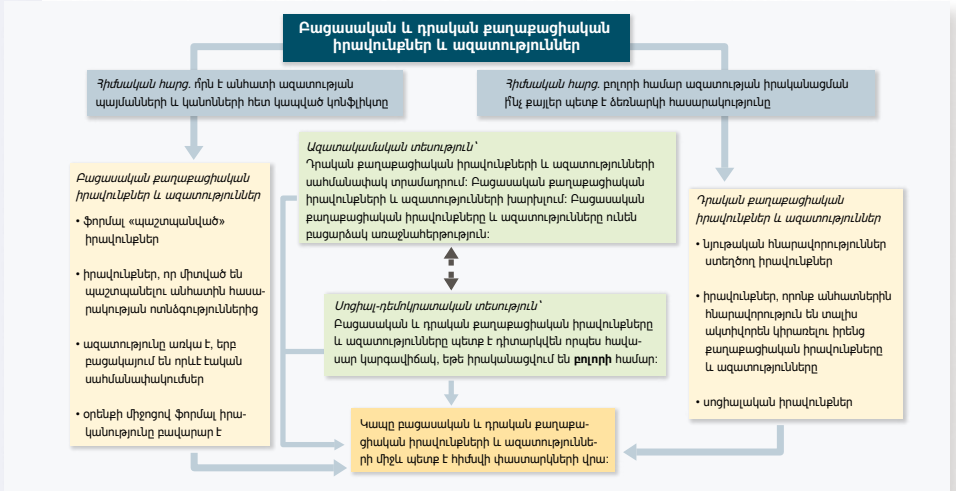 Բացասական և դրական քաղաքացիական
իրավունքներ և ազատություններ
Հիմնական հարց. ո՞րն է անհատի ազատության
պայմանների և կանոնների հետ կապված կոնֆլիկտը
Հիմնական հարց. բոլորի համար ազատության իրականացման
ի՞նչ քայլեր պետք է ձեռնարկի հասարակությունը
Ազատակամական տեսություն՝
Դրական քաղաքացիական իրավունքների և ազատությունների
սահմանափակ տրամադրում: Բացասական քաղաքացիական
իրավունքների և ազատությունների խարխլում: Բացասական
քաղաքացիական իրավունքները և ազատությունները ունեն
բացարձակ առաջնահերթություն:
Բացասական քաղաքացիական
իրավունքներ և ազատություններ
• ֆորմալ «պաշտպանված»
իրավունքներ
• իրավունքներ, որ միտված են
պաշտպանելու անհատին հասա-
րակության ոտնձգություններից
• ազատությունը առկա է, երբ
բացակայում են որևէ էական
սահմանափակումներ
• օրենքի միջոցով ֆորմալ իրա-
կանությունը բավարար է
Սոցիալ-դեմոկրատական տեսություն՝
Բացասական և դրական քաղաքացիական իրավունքները
և ազատությունները պետք է դիտարկվեն որպես հավա-
սար կարգավիճակ, եթե իրականացվում են բոլորի համար:
Դրական քաղաքացիական
իրավունքներ և ազատություններ
• նյութական հնարավորություններ
ստեղծող իրավունքներ
• իրավունքներ, որոնք անհատներին
հնարավորություն են տալիս
ակտիվորեն կիրառելու իրենց
քաղաքացիական իրավունքները
և ազատությունները
• սոցիալական իրավունքներ
Կապը բացասական և դրական քաղաքա-
ցիական իրավունքների և ազատություննե-
րի միջև պետք է հիմնվի փաստարկների վրա: